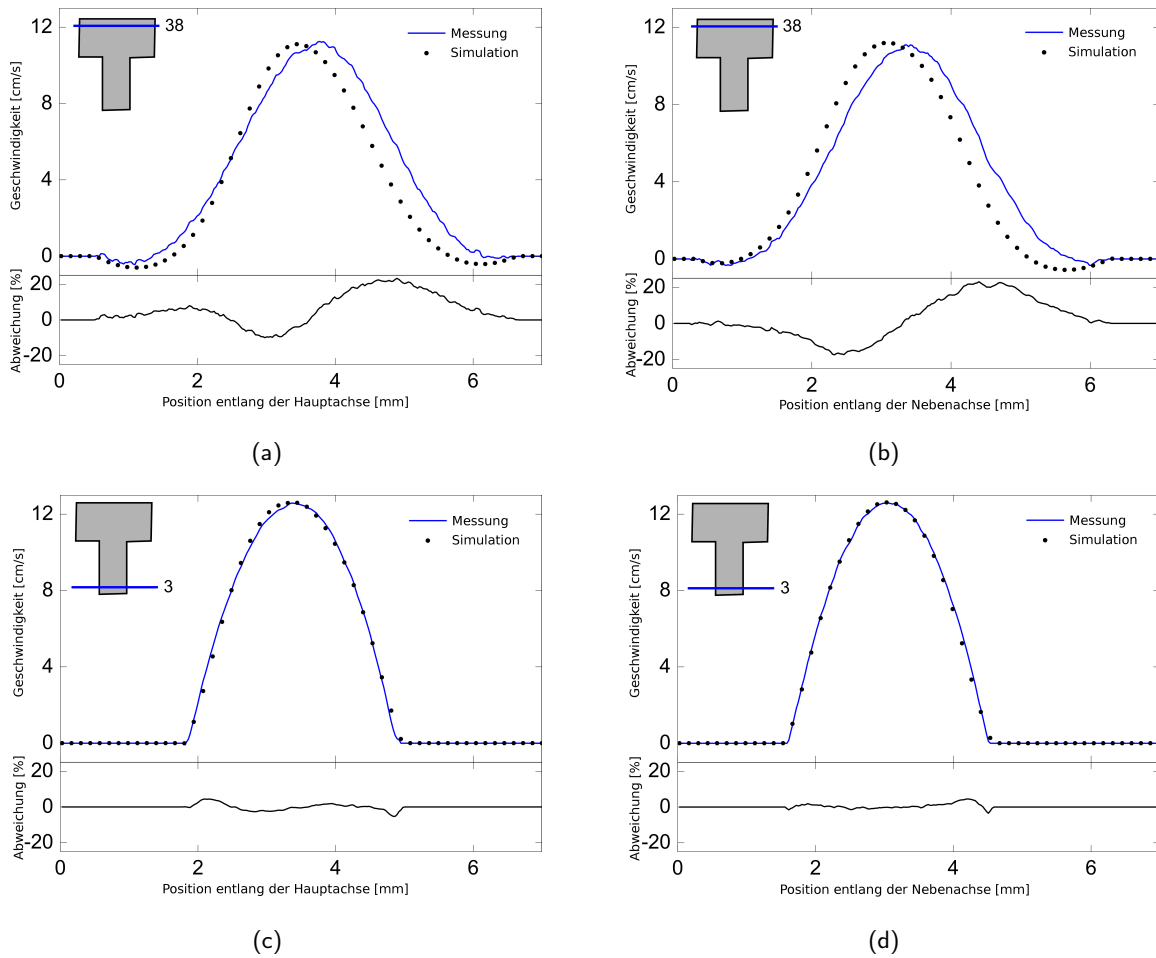 12
8
4
0
Geschwindigkeit [cm/s]
38
Messung
Simulation
20
0
-20
Abweichung [%]
0 2 4 6
Position entlang der Hauptachse [mm]
(a)
12
8
4
0
Geschwindigkeit [cm/s]
38
Messung
Simulation
20
0
-20
Abweichung [%]
0 2 4 6
Position entlang der Nebenachse [mm]
(b)
12
8
4
0
Geschwindigkeit [cm/s]
3
Messung
Simulation
20
0
-20
Abweichung [%]
0 2 4 6
Position entlang der Hauptachse [mm]
(c)
12
8
4
0
Geschwindigkeit [cm/s]
3
Messung
Simulation
20
0
-20
Abweichung [%]
0 2 4 6
Position entlang der Nebenachse [mm]
(d)